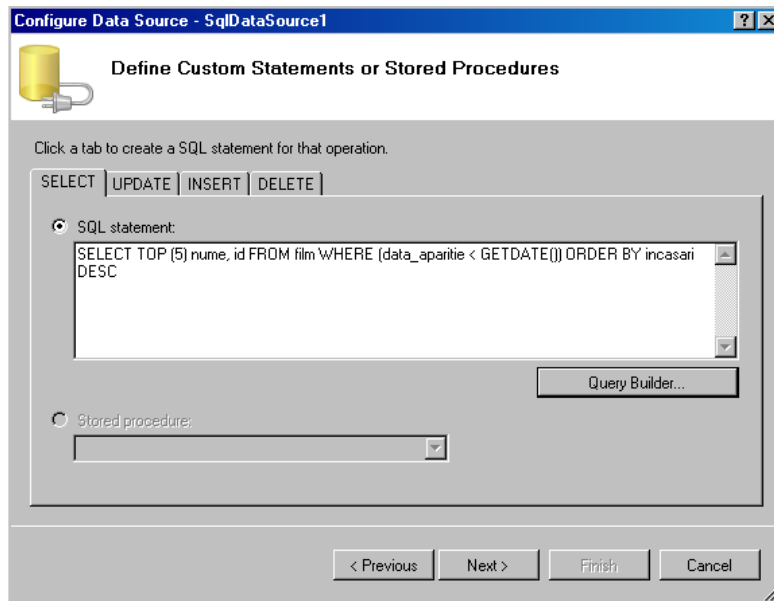 Configure Data Source - SqlDataSource1
Define Custom Statements or Stored Procedures
Click a tab to create a SQL statement for that operation.
SELECT UPDATE INSERT DELETE
SQL statement:
SELECT TOP (5) nume, id FROM film WHERE (data_aparitie < GETDATE()) ORDER BY incasari
DESC
Query Builder...
Stored procedure:
< Previous Next > Finish Cancel